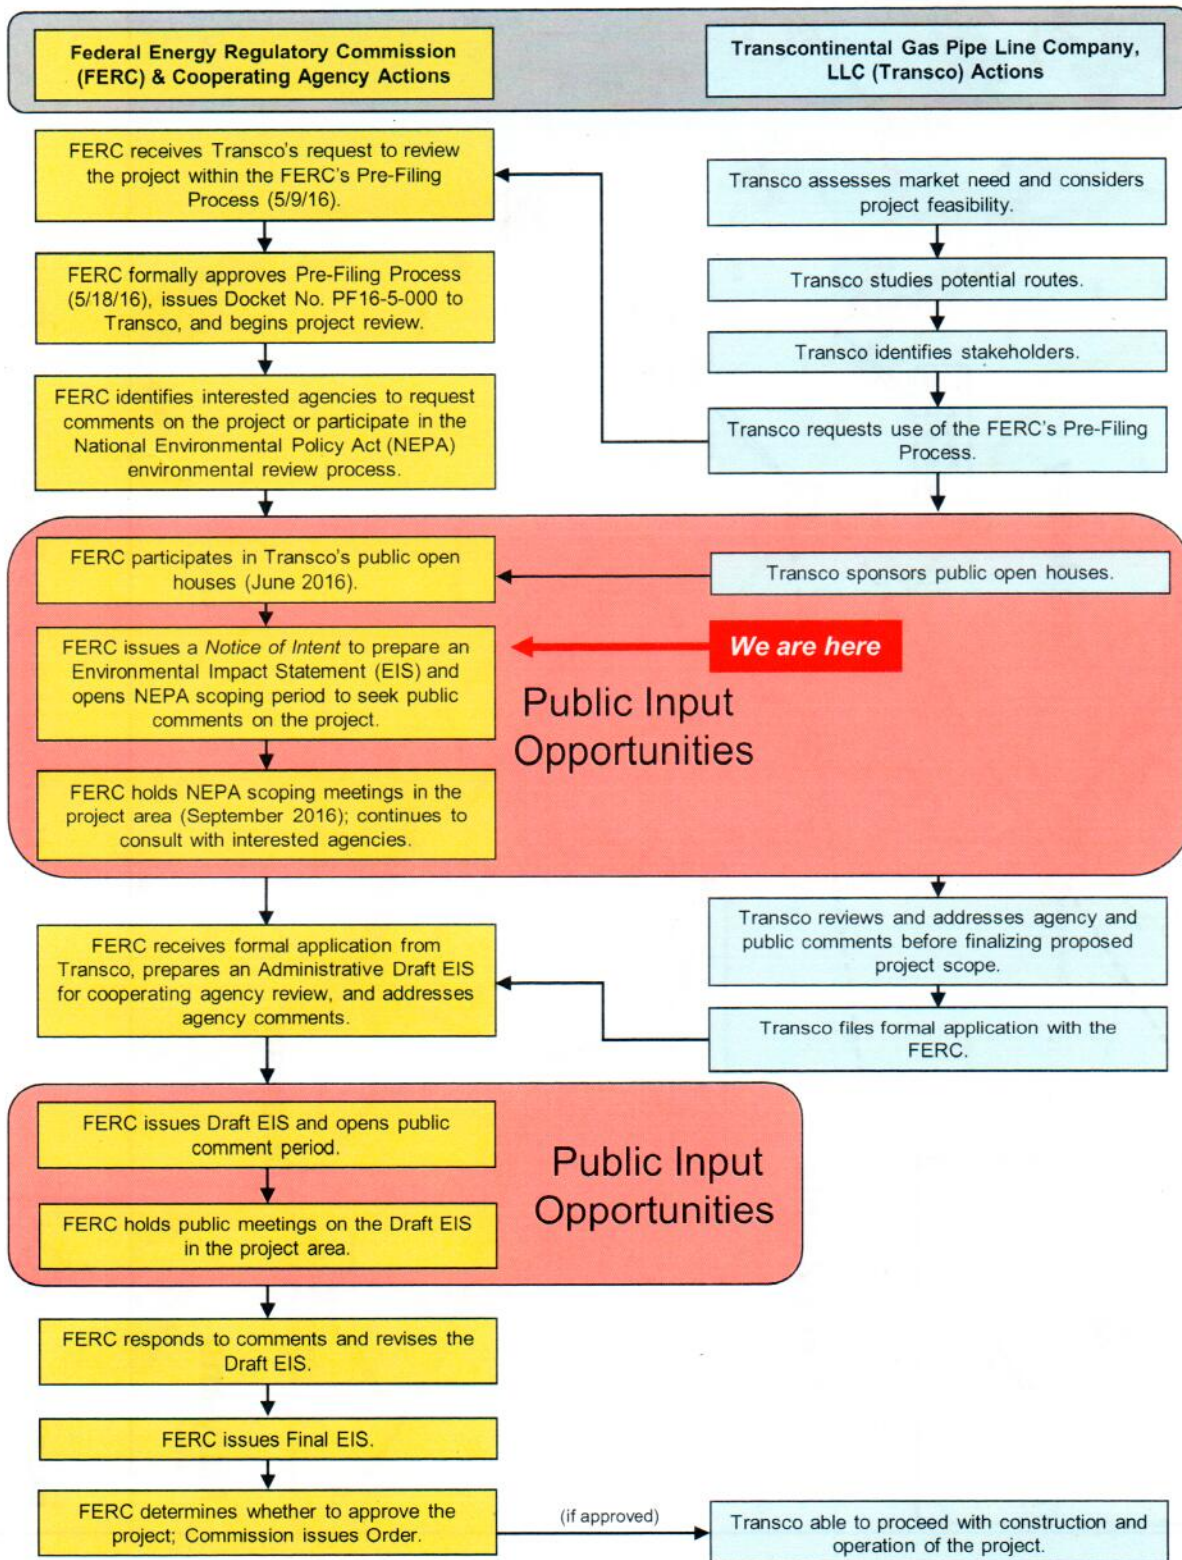 Federal Energy Regulatory Commission
(FERC) & Cooperating Agency Actions
Transcontinental Gas Pipe Line Company,
LLC (Transco) Actions
FERC receives Transco's request to review
the project within the FERC's Pre-Filing
Process (5/9/16).
Transco assesses market need and considers
project feasibility.
FERC formally approves Pre-Filing Process
(5/18/16), issues Docket No. PF16-5-000 to
Transco, and begins project review.
Transco studies potential routes.
Transco identifies stakeholders.
FERC identifies interested agencies to request
comments on the project or participate in the
National Environmental Policy Act (NEPA)
environmental review process.
Transco requests use of the FERC's Pre-Filing
Process.
FERC participates in Transco's public open
houses (June 2016).
Transco sponsors public open houses.
FERC issues a Notice of Intent to prepare an
Environmental Impact Statement (EIS) and
opens NEPA scoping period to seek public
comments on the project.
We are here
Public Input
Opportunities
FERC holds NEPA scoping meetings in the
project area (September 2016); continues to
consult with interested agencies.
Transco reviews and addresses agency and
public comments before finalizing proposed
project scope.
FERC receives formal application from
Transco, prepares an Administrative Draft EIS
for cooperating agency review, and addresses
agency comments.
Transco files formal application with the
FERC.
FERC issues Draft EIS and opens public
comment period.
Public Input
Opportunities
FERC holds public meetings on the Draft EIS
in the project area.
FERC responds to comments and revises the
Draft EIS.
FERC issues Final EIS.
FERC determines whether to approve the
project; Commission issues Order.
(if approved)
Transco able to proceed with construction and
operation of the project.